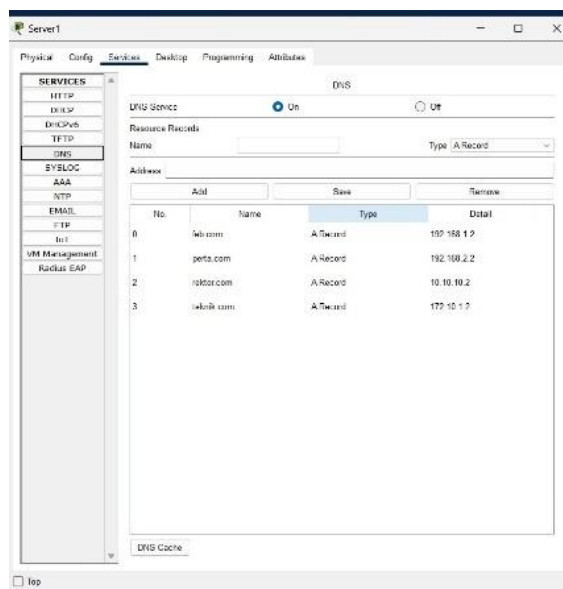 Server1
Physical Config Services Desktop Programming Attributes
SERVICES
HTTP
DHCP
DHCPv6
TFTP
DNS
SYSLOG
AAA
NTP
EMAIL
FTP
IoT
VM Management
Radius EAP
DNS
DNS Service On Off
Resource Records
Name Type A Record
Address
Add Save Remove
No. Name Type Detail
0 feb.com A Record 192.168.1.2
1 perta.com A Record 192.168.2.2
2 rektor.com A Record 10.10.10.2
3 teknik.com A Record 172.10.1.2
DNS Cache
Top